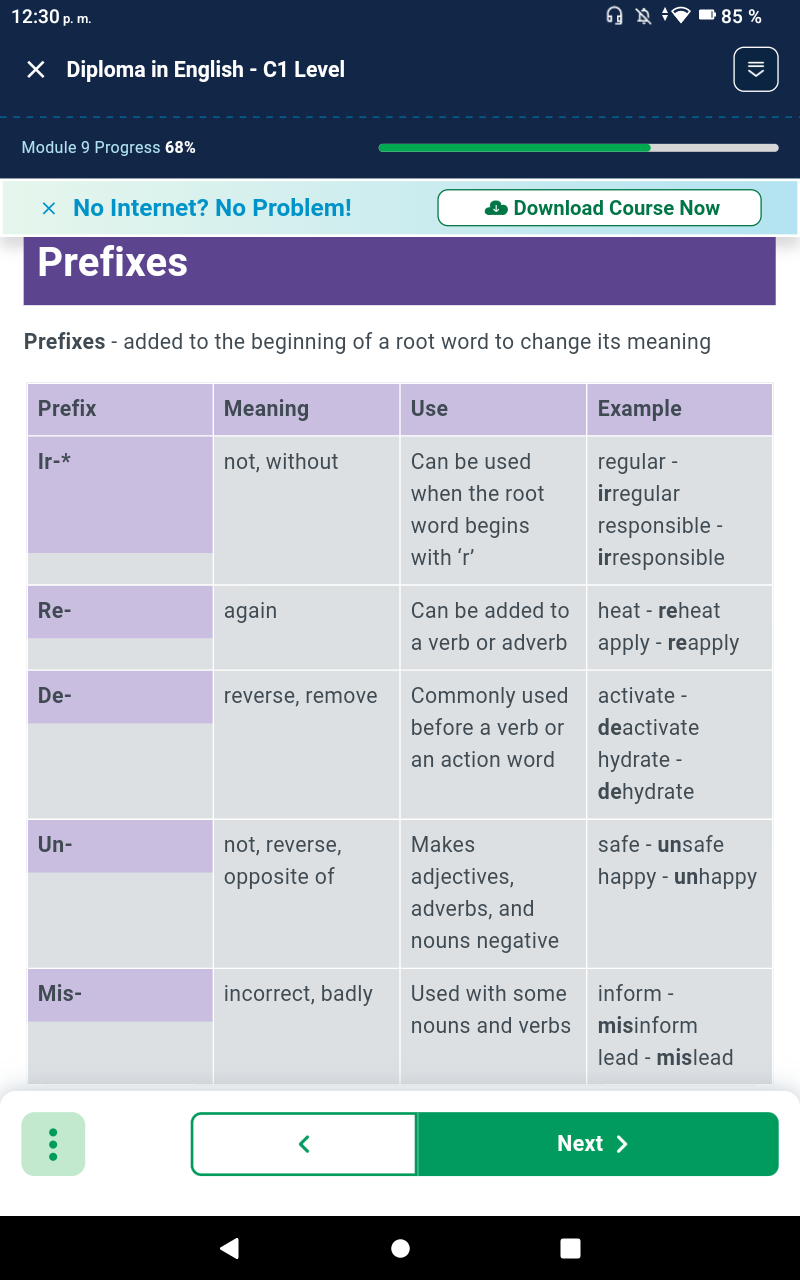 12:30 p. m.
85 %
Diploma in English - C1 Level
Module 9 Progress 68%
No Internet? No Problem!
Download Course Now
Prefixes
Prefixes - added to the beginning of a root word to change its meaning
Prefix
Meaning
Use
Example
Ir-*
not, without
Can be used
when the root
word begins
with ‘r’
regular -
irregular
responsible -
irresponsible
Re-
again
Can be added to
a verb or adverb
heat - reheat
apply - reapply
De-
reverse, remove
Commonly used
before a verb or
an action word
activate -
deactivate
hydrate -
dehydrate
Un-
not, reverse,
opposite of
Makes
adjectives,
adverbs, and
nouns negative
safe - unsafe
happy - unhappy
Mis-
incorrect, badly
Used with some
nouns and verbs
inform -
misinform
lead - mislead
Next